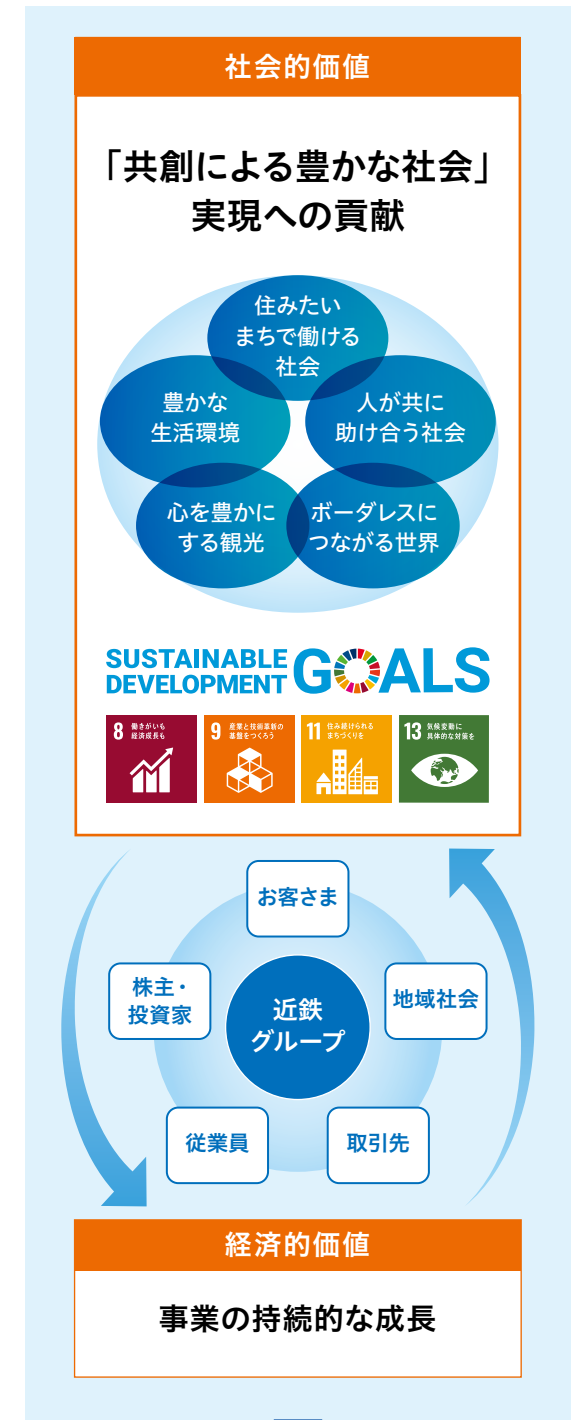 社会的価値
「共創による豊かな社会」
実現への貢献
住みたい
まちで働ける
社会
豊かな
生活環境
人が共に
助け合う社会
心を豊かに
する観光
ボーダレスに
つながる世界
SUSTAINABLE
DEVELOPMENT
GOALS
8 働きがいも
経済成長も
9 産業と技術革新の
基盤をつくろう
11 住み続けられる
まちづくりを
13 気候変動に
具体的な対策を
お客さま
株主・
投資家
近鉄
グループ
地域社会
従業員
取引先
経済的価値
事業の持続的な成長